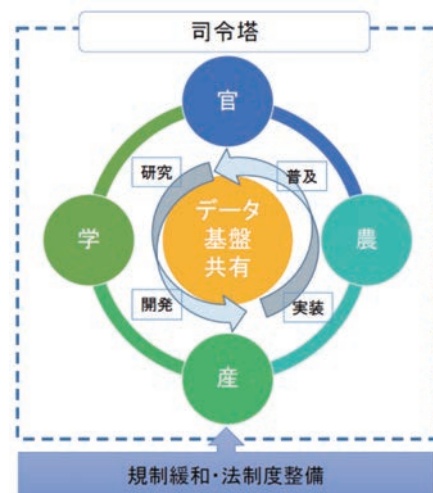 司令塔
官
研究
普及
学
データ
基盤
共有
農
開発
実装
産
規制緩和・法制度整備